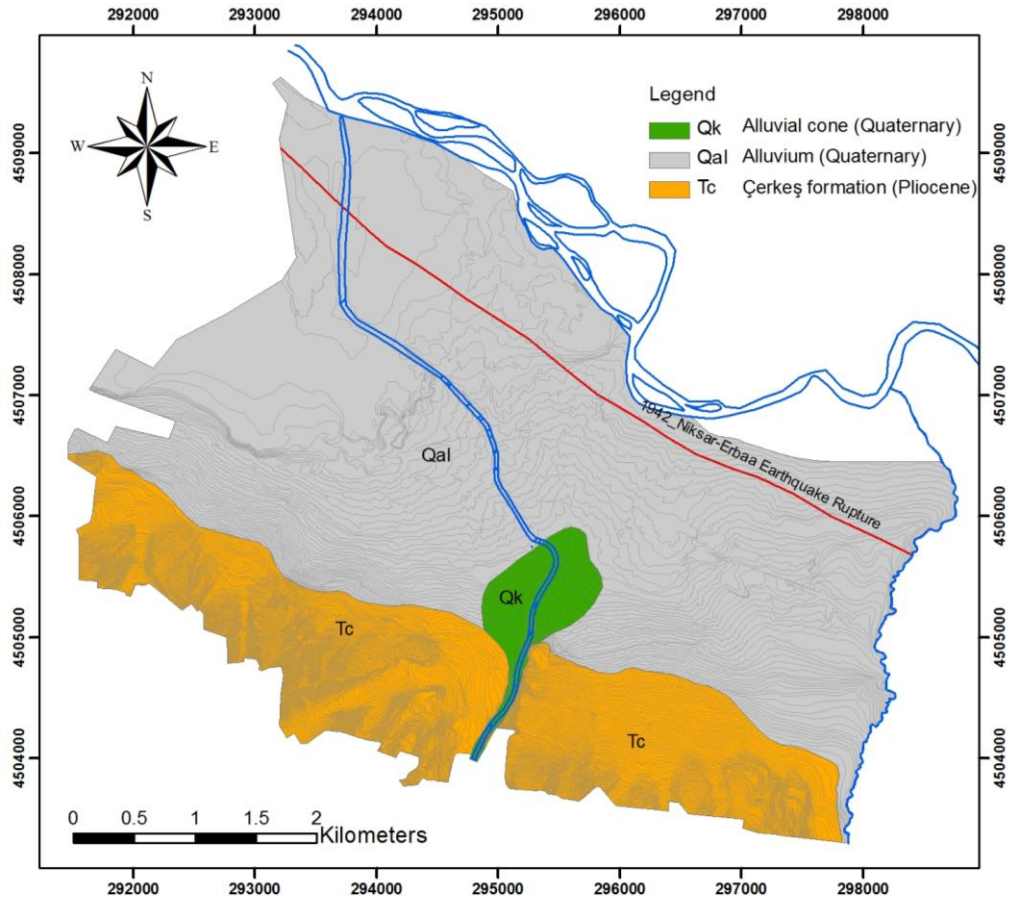 292000 293000 294000 295000 296000 297000 298000
N
W E
S
Legend
Qk Alluvial cone (Quaternary)
Qal Alluvium (Quaternary)
Tc Çerkeş formation (Pliocene)
4509000 4509000
4508000 4508000
4507000 4507000
1942_Niksar-Erbaa Earthquake Rupture
Qal
4506000 4506000
Qk
Tc
4505000 4505000
Tc
4504000 4504000
0 0.5 1 1.5 2
Kilometers
292000 293000 294000 295000 296000 297000 298000